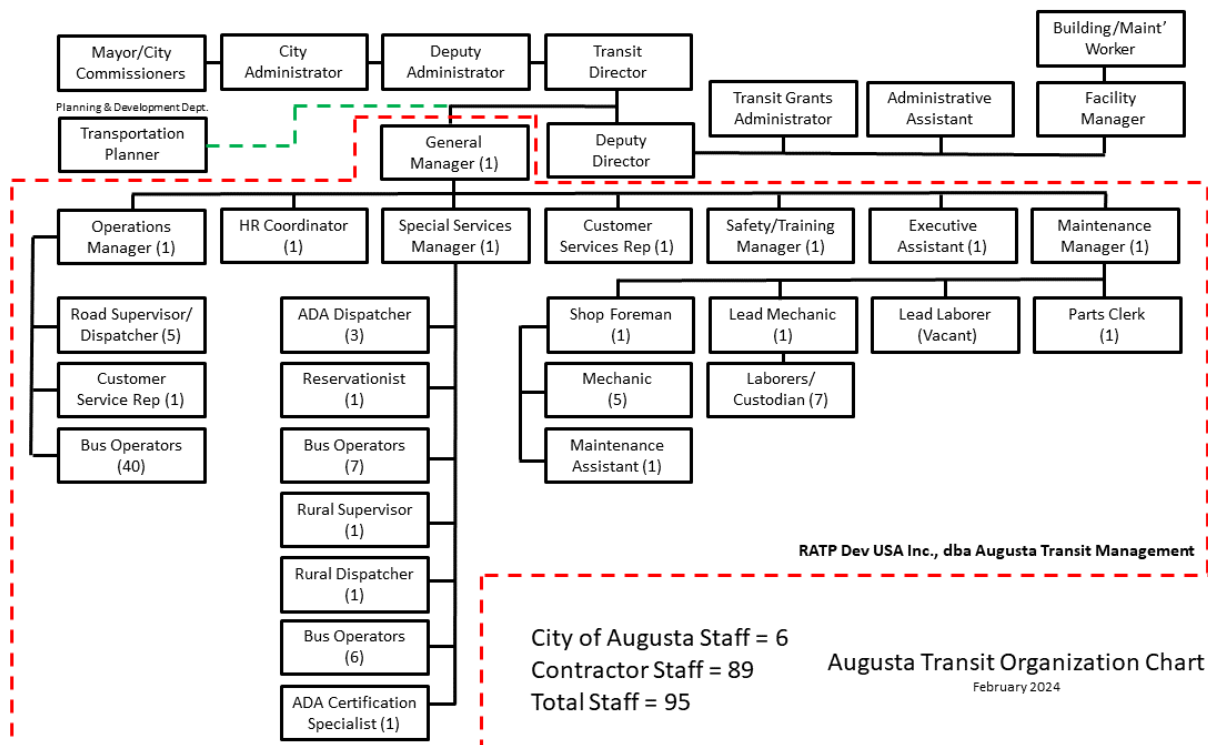 Building/Maint’
Worker
Mayor/City
Commissioners
City
Administrator
Deputy
Administrator
Transit
Director
Transit Grants
Administrator
Administrative
Assistant
Facility
Manager
Planning & Development Dept.
Transportation
Planner
General
Manager (1)
Deputy
Director
Operations
Manager (1)
HR Coordinator
(1)
Special Services
Manager (1)
Customer
Services Rep (1)
Safety/Training
Manager (1)
Executive
Assistant (1)
Maintenance
Manager (1)
Road Supervisor/
Dispatcher (5)
Customer
Service Rep (1)
Bus Operators
(40)
ADA Dispatcher
(3)
Reservationist
(1)
Bus Operators
(7)
Rural Supervisor
(1)
Rural Dispatcher
(1)
Bus Operators
(6)
ADA Certification
Specialist (1)
Shop Foreman
(1)
Mechanic
(5)
Maintenance
Assistant (1)
Lead Mechanic
(1)
Laborers/
Custodian (7)
Lead Laborer
(Vacant)
Parts Clerk
(1)
RATP Dev USA Inc., dba Augusta Transit Management
City of Augusta Staff = 6
Contractor Staff = 89
Total Staff = 95
Augusta Transit Organization Chart
February 2024